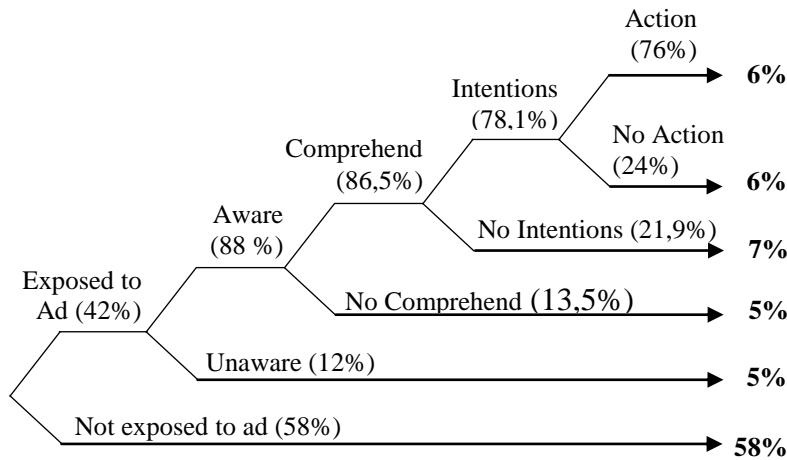 Action
(76%)
6%
Intentions
(78,1%)
No Action
(24%)
6%
Comprehend
(86,5%)
No Intentions (21,9%)
7%
Aware
(88 %)
No Comprehend (13,5%)
5%
Exposed to
Ad (42%)
Unaware (12%)
5%
Not exposed to ad (58%)
58%